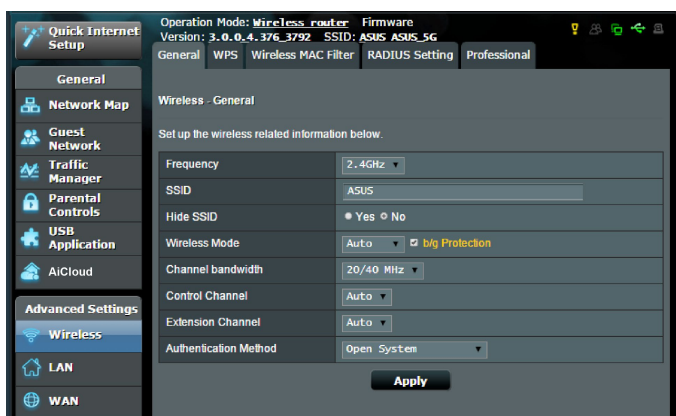 Quick Internet
Setup
General
Network Map
Guest
Network
Traffic
Manager
Parental
Controls
USB
Application
AiCloud
Advanced Settings
Wireless
LAN
WAN
Operation Mode: Wireless router Firmware
Version: 3.0.0.4.376_3792 SSID: ASUS ASUS_5G
General WPS Wireless MAC Filter RADIUS Setting Professional
Wireless - General
Set up the wireless related information below.
Frequency 2.4GHz
SSID ASUS
Hide SSID Yes No
Wireless Mode Auto b/g Protection
Channel bandwidth 20/40 MHz
Control Channel Auto
Extension Channel Auto
Authentication Method Open System
Apply